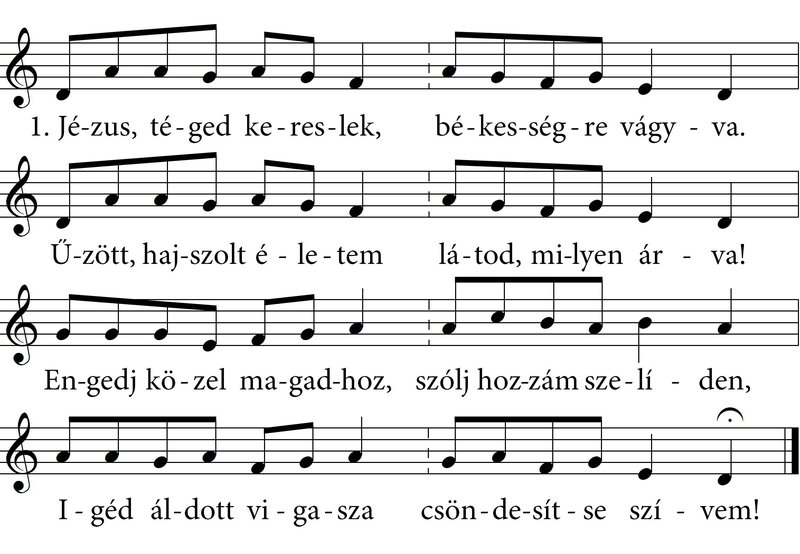 1. Jé-zus, té-ged ke-res-lek, bé-kes-ség-re vágy-va.
Ű-zött, haj-szolt é-le-tem lá-tod, mi-lyen ár-va!
En-gedj kö-zel ma-gad-hoz, szólj hoz-zám sze-lí-den,
I-géd ál-dott vi-ga-sza csön-de-sít-se szí-vem!